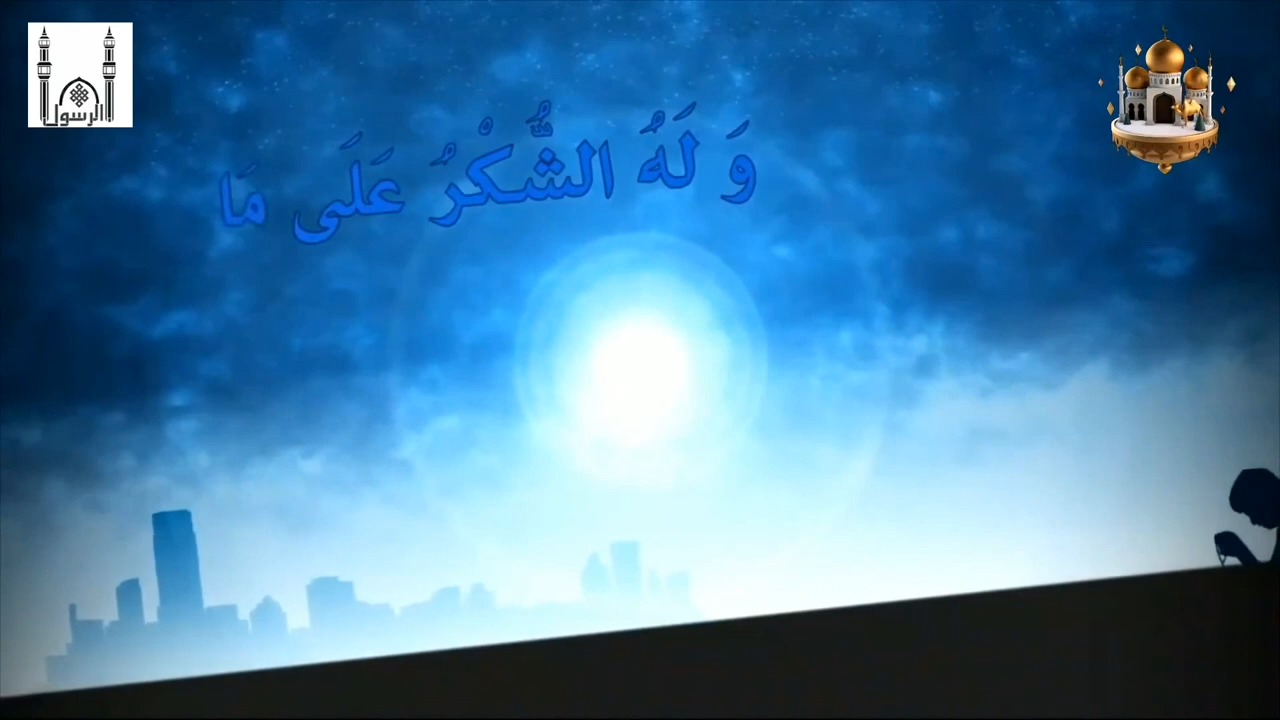 الرسول
وَ لَهُ الشُّكْرُ عَلَى مَا